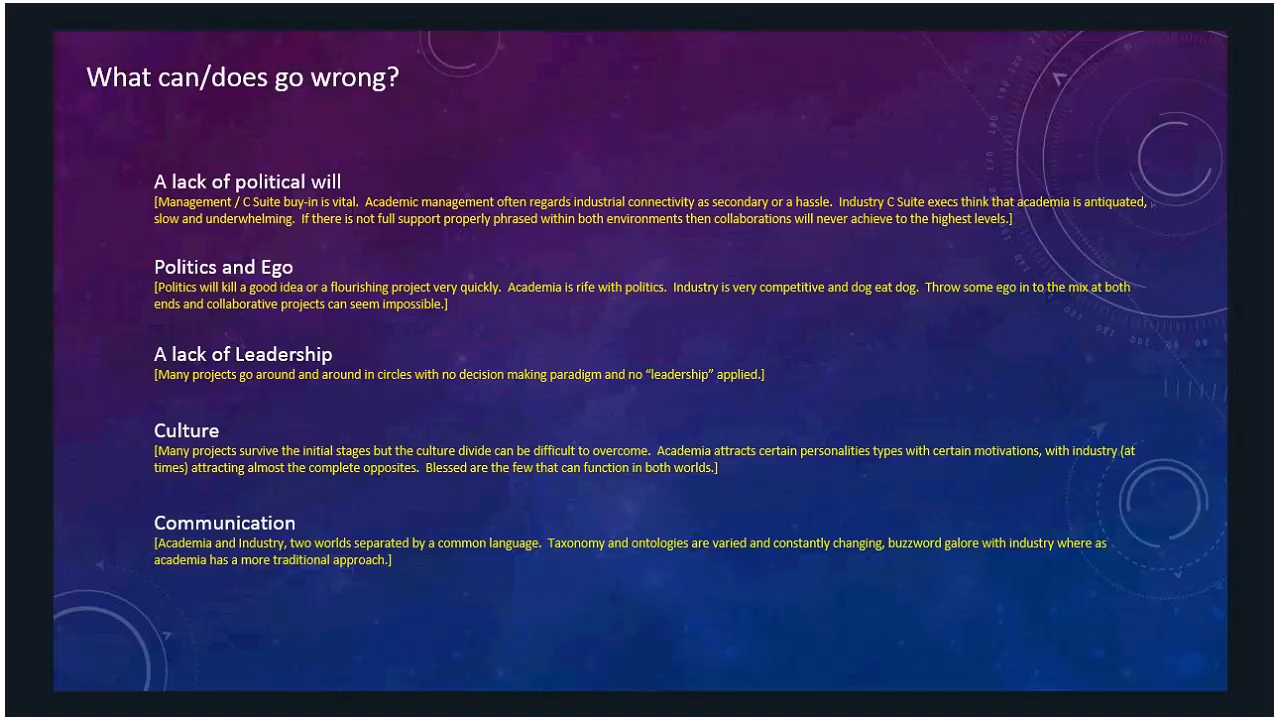 What can/does go wrong?
A lack of political will
[Management / C Suite buy-in is vital.  Academic management often regards industrial connectivity as secondary or a hassle.  Industry C Suite execs think that academia is antiquated,
slow and underwhelming.  If there is not full support properly phrased within both environments then collaborations will never achieve to the highest levels.]
Politics and Ego
[Politics will kill a good idea or a flourishing project very quickly.  Academia is rife with politics.  Industry is very competitive and dog eat dog.  Throw some ego in to the mix at both
ends and collaborative projects can seem impossible.]
A lack of Leadership
[Many projects go around and around in circles with no decision making paradigm and no “leadership” applied.]
Culture
[Many projects survive the initial stages but the culture divide can be difficult to overcome.  Academia attracts certain personalities types with certain motivations, with industry (at
times) attracting almost the complete opposites.  Blessed are the few that can function in both worlds.]
Communication
[Academia and Industry, two worlds separated by a common language.  Taxonomy and ontologies are varied and constantly changing, buzzword galore with industry where as
academia has a more traditional approach.]